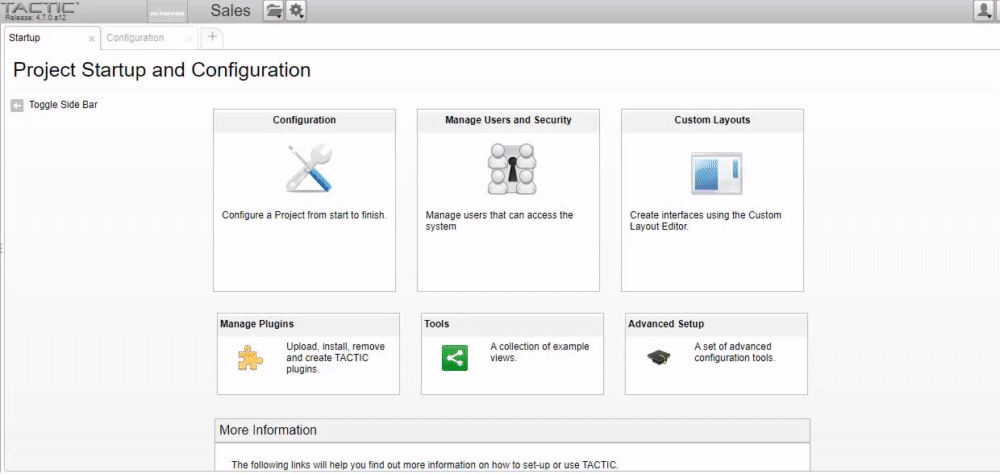 TACTIC
Release: 4.7.0.a12
Sales
Startup
Configuration
Project Startup and Configuration
Toggle Side Bar
Configuration
Configure a Project from start to finish.
Manage Users and Security
Manage users that can access the
system
Custom Layouts
Create interfaces using the Custom
Layout Editor.
Manage Plugins
Upload, install, remove
and create TACTIC
plugins.
Tools
A collection of example
views.
Advanced Setup
A set of advanced
configuration tools.
More Information
The following links will help you find out more information on how to set-up or use TACTIC.